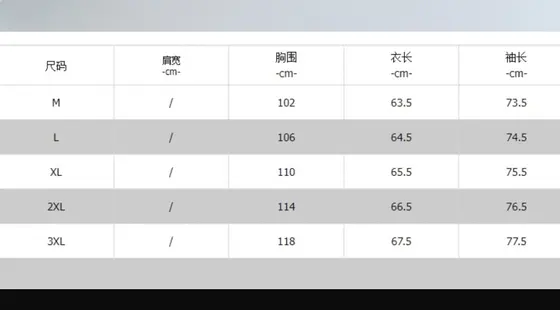 尺码 肩宽 -cm- 胸围 -cm- 衣长 -cm- 袖长 -cm-
M / 102 63.5 73.5
L / 106 64.5 74.5
XL / 110 65.5 75.5
2XL / 114 66.5 76.5
3XL / 118 67.5 77.5